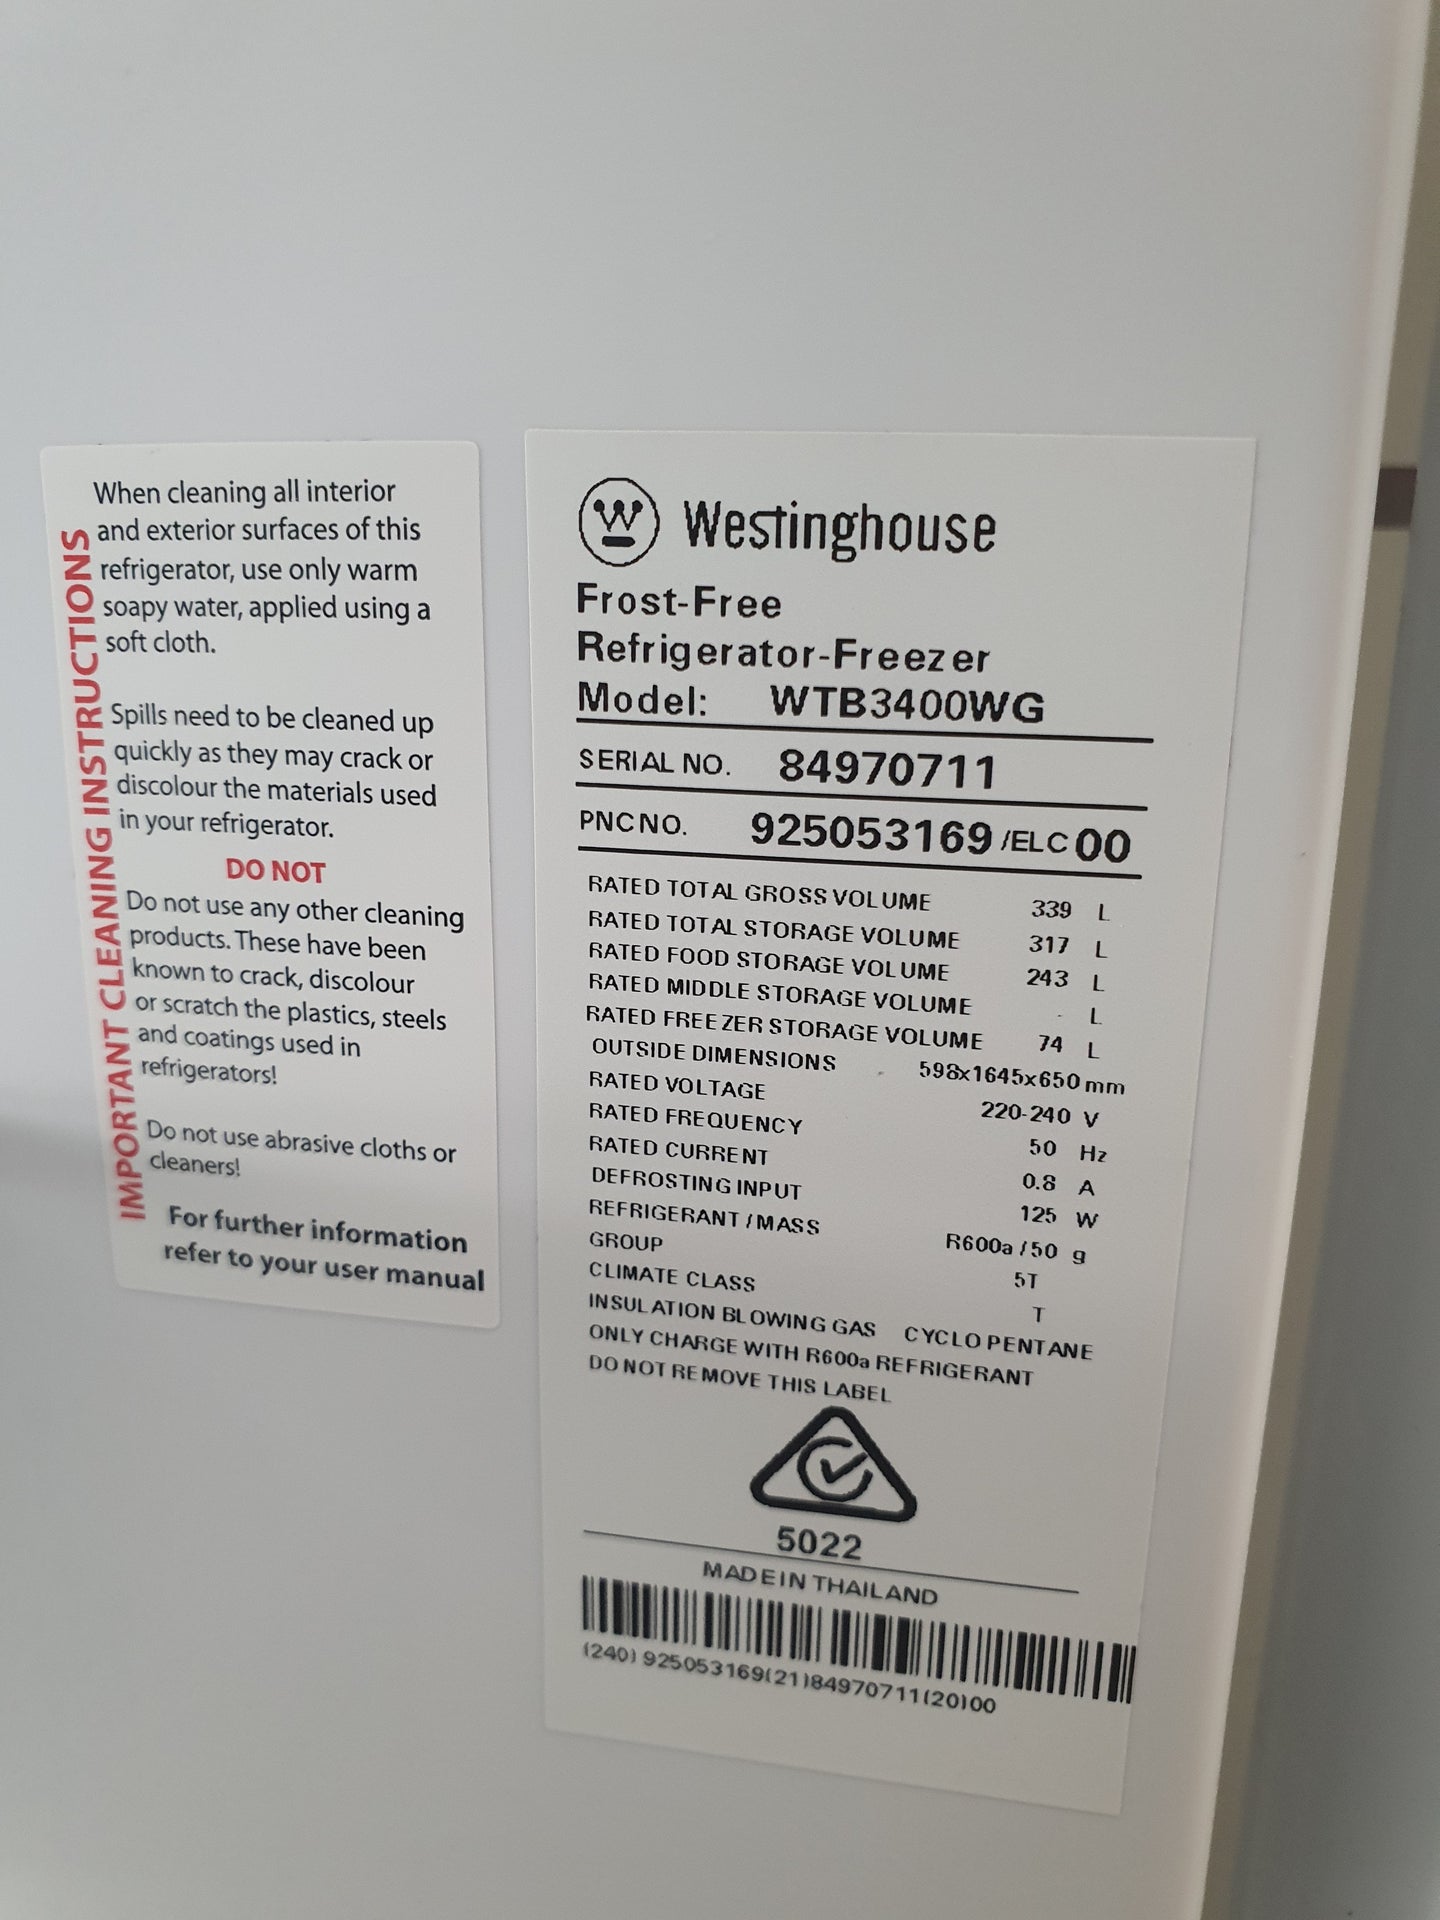 IMPORTANT CLEANING INSTRUCTIONS
When cleaning all interior
and exterior surfaces of this
refrigerator, use only warm
soapy water, applied using a
soft cloth.
Spills need to be cleaned up
quickly as they may crack or
discolour the materials used
in your refrigerator.
DO NOT
Do not use any other cleaning
products. These have been
known to crack, discolour
or scratch the plastics, steels
and coatings used in
refrigerators!
Do not use abrasive cloths or
cleaners!
For further information
refer to your user manual
W Westinghouse
Frost-Free
Refrigerator-Freezer
Model: WTB3400WG
SERIAL NO. 84970711
PNC NO. 925053169 /ELC 00
RATED TOTAL GROSS VOLUME 339 L
RATED TOTAL STORAGE VOLUME 317 L
RATED FOOD STORAGE VOLUME 243 L
RATED MIDDLE STORAGE VOLUME - L
RATED FREEZER STORAGE VOLUME 74 L
OUTSIDE DIMENSIONS 598x1645x650 mm
RATED VOLTAGE 220-240 V
RATED FREQUENCY 50 Hz
RATED CURRENT 0.8 A
DEFROSTING INPUT 125 W
REFRIGERANT / MASS R600a / 50 g
GROUP 5T
CLIMATE CLASS T
INSULATION BLOWING GAS CYCLO PENTANE
ONLY CHARGE WITH R600a REFRIGERANT
DO NOT REMOVE THIS LABEL
5022
MADE IN THAILAND
(240) 925053169(21)84970711(20)00